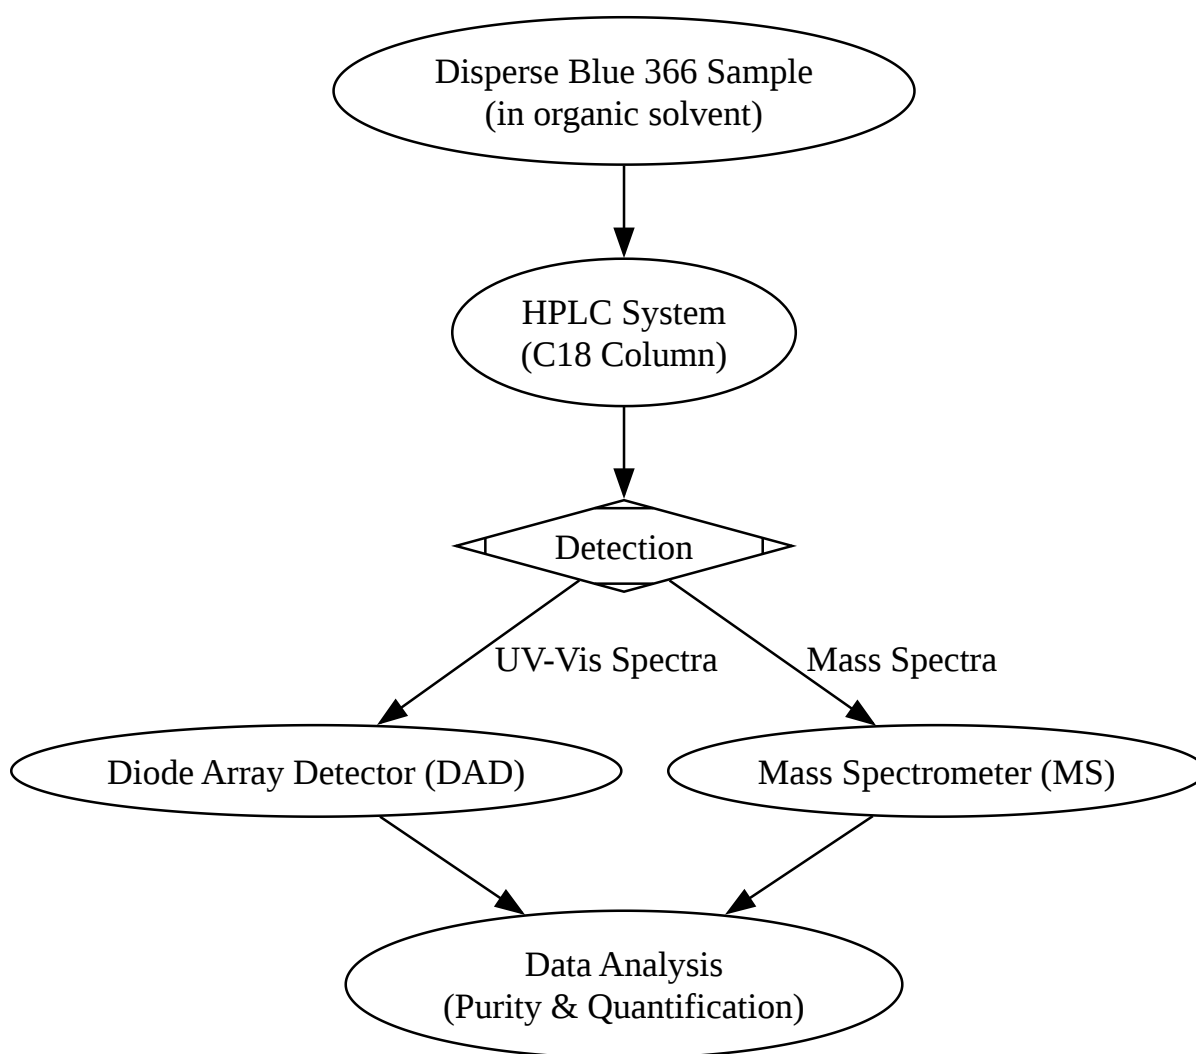 Disperse Blue 366 Sample
(in organic solvent)
HPLC System
(C18 Column)
Detection
UV-Vis Spectra
Mass Spectra
Diode Array Detector (DAD)
Mass Spectrometer (MS)
Data Analysis
(Purity & Quantification)